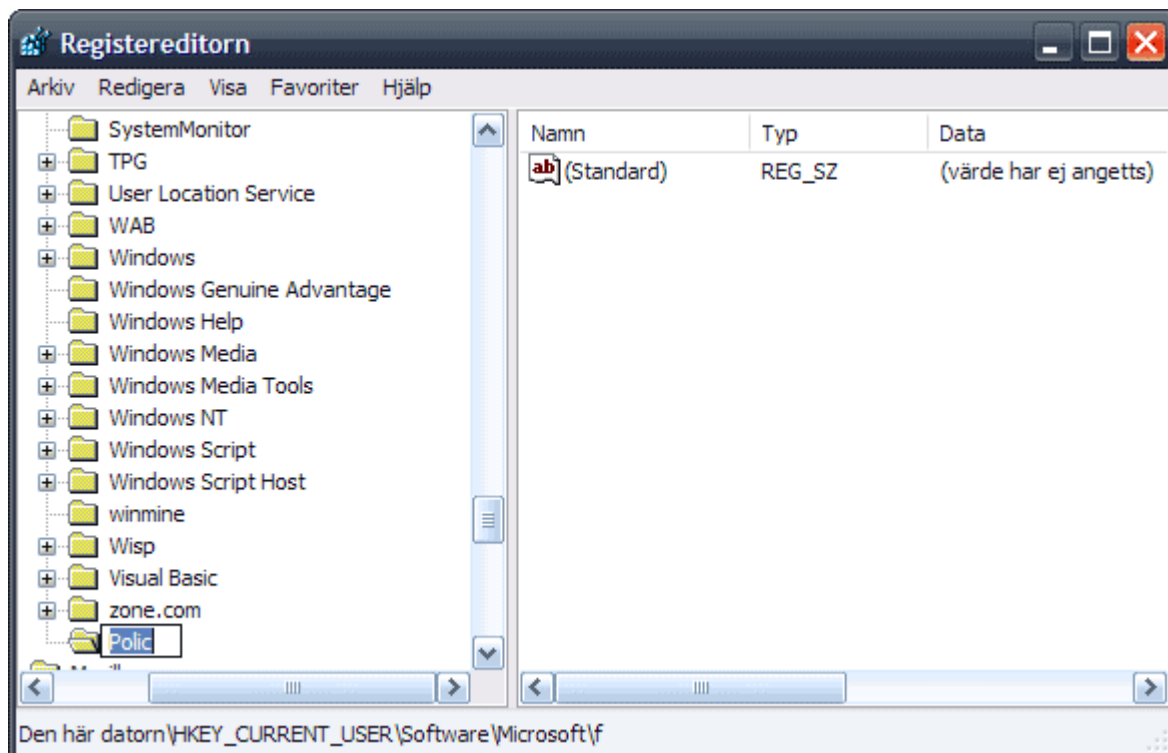 Registereditorn
Arkiv Redigera Visa Favoriter Hjälp
SystemMonitor
TPG
User Location Service
WAB
Windows
Windows Genuine Advantage
Windows Help
Windows Media
Windows Media Tools
Windows NT
Windows Script
Windows Script Host
winmine
Wisp
Visual Basic
zone.com
Polic
Namn Typ Data
ab (Standard) REG_SZ (värde har ej angetts)
Den här datorn\HKEY_CURRENT_USER\Software\Microsoft\f